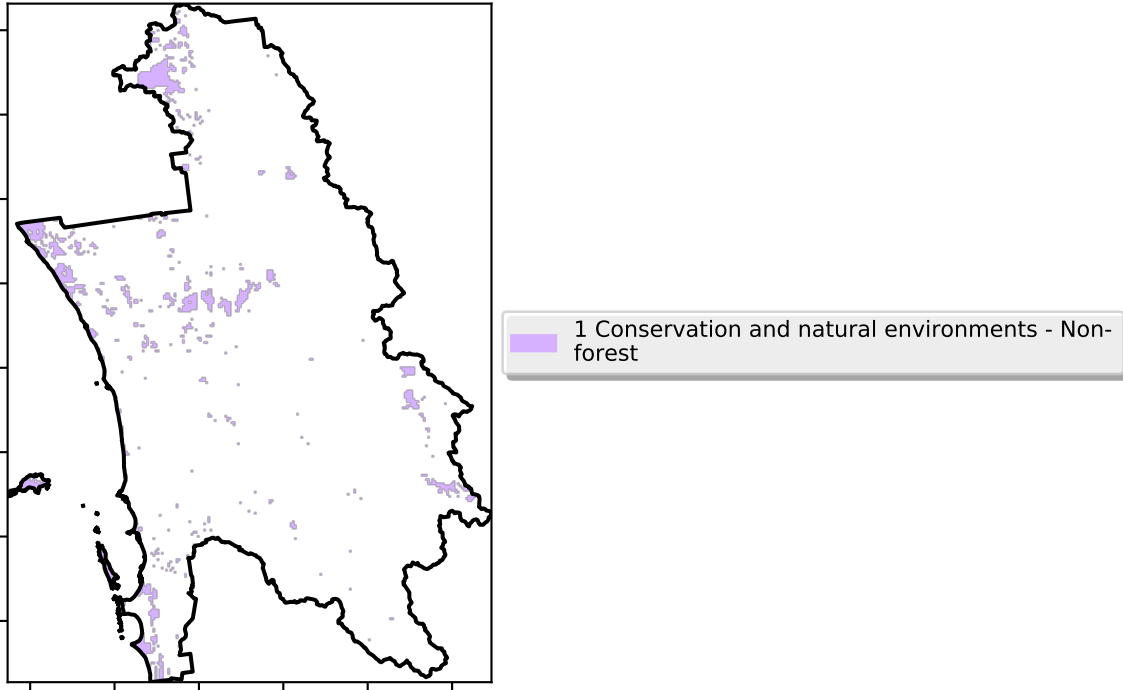 1 Conservation and natural environments - Non-
forest